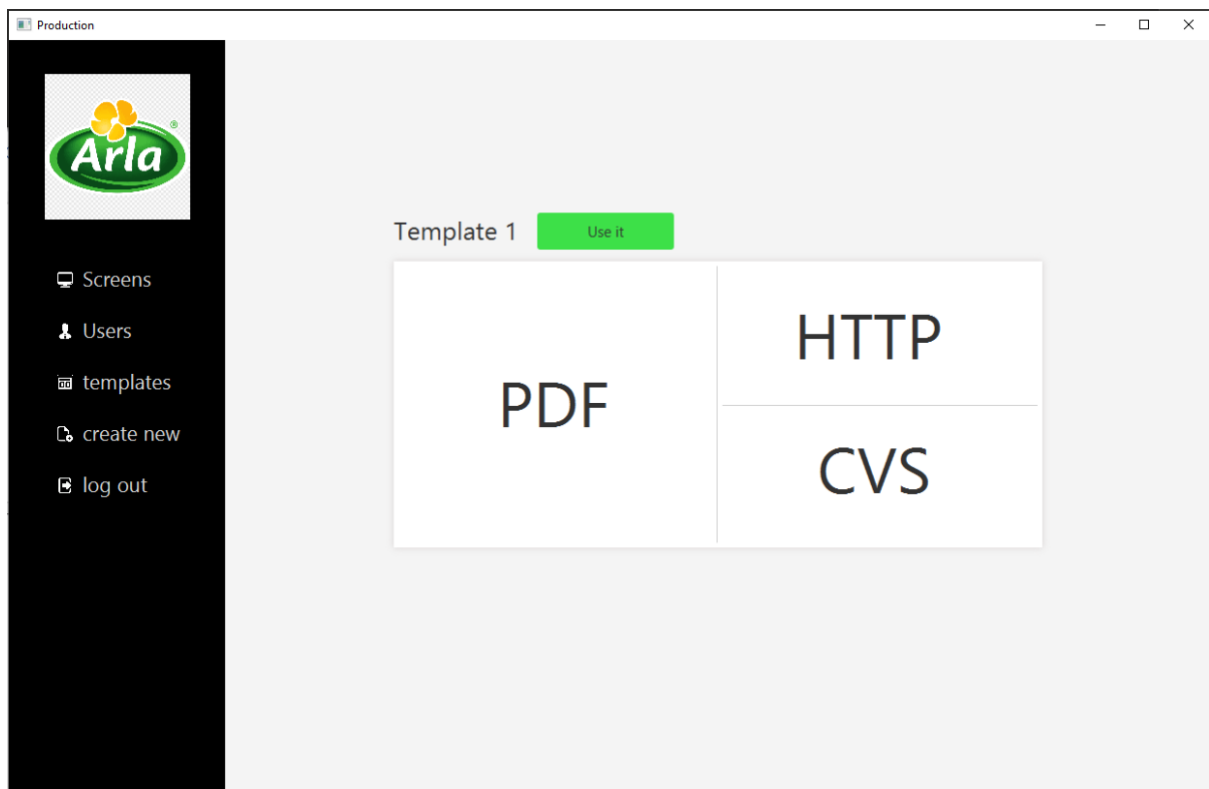 Production
Arla
®
Screens
Users
templates
create new
log out
Template 1
Use it
PDF
HTTP
CVS